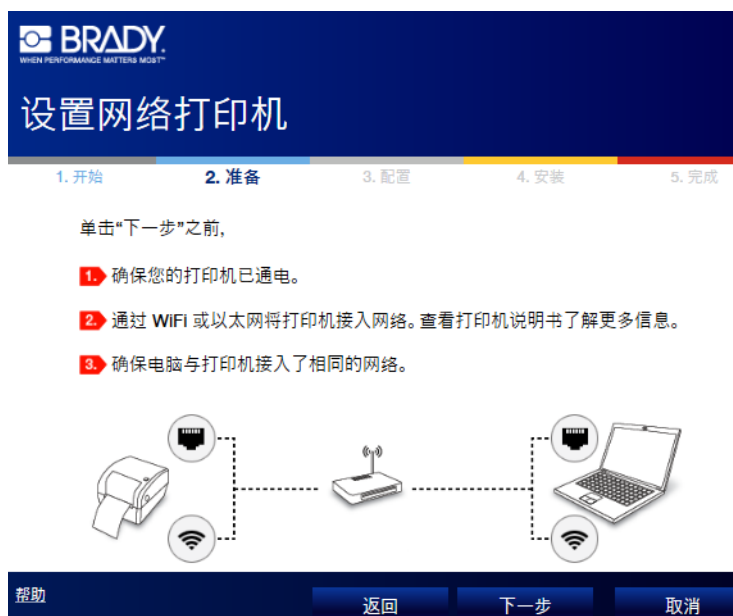 BRADY.
WHEN PERFORMANCE MATTERS MOST™
设置网络打印机
1. 开始 2. 准备 3. 配置 4. 安装 5. 完成
单击“下一步”之前,
1. 确保您的打印机已通电。
2. 通过 WiFi 或以太网将打印机接入网络。查看打印机说明书了解更多信息。
3. 确保电脑与打印机接入了相同的网络。
帮助 返回 下一步 取消